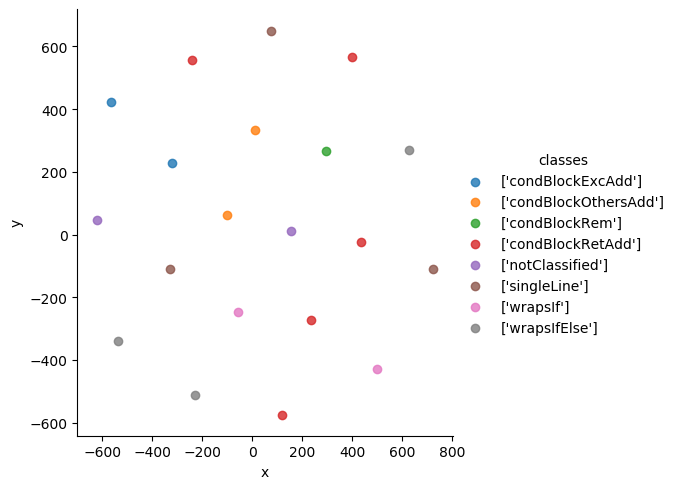 600
400
200
0
−200
−400
−600
y
−600 −400 −200 0 200 400 600 800
x
classes
['condBlockExcAdd']
['condBlockOthersAdd']
['condBlockRem']
['condBlockRetAdd']
['notClassified']
['singleLine']
['wrapsIf']
['wrapsIfElse']